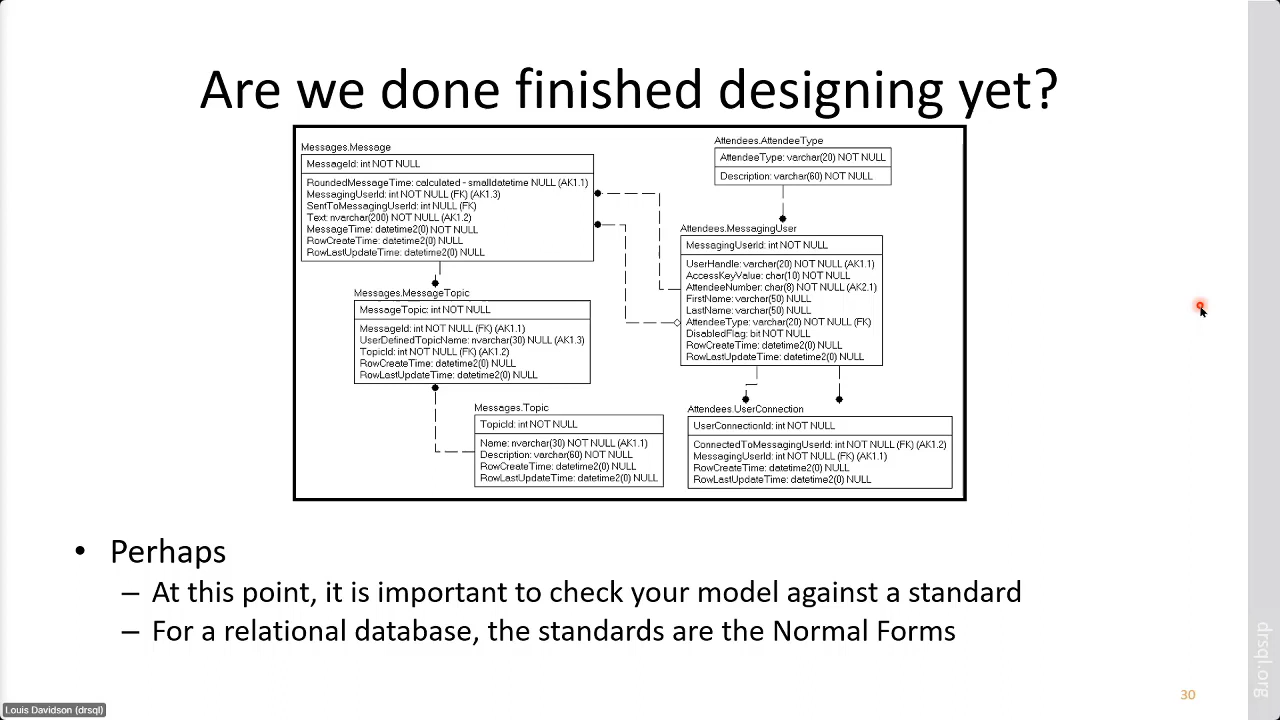 Are we done finished designing yet?
Messages.Message
MessageId: int NOT NULL
RoundedMessageTime: calculated - smalldatetime NULL (AK1.1)
MessagingUserId: int NOT NULL (FK) (AK1.3)
SentToMessagingUserId: int NULL (FK)
Text: nvarchar(200) NOT NULL (AK1.2)
MessageTime: datetime2(0) NOT NULL
RowCreateTime: datetime2(0) NULL
RowLastUpdateTime: datetime2(0) NULL
Attendees.AttendeeType
AttendeeType: varchar(20) NOT NULL
Description: varchar(60) NOT NULL
Attendees.MessagingUser
MessagingUserId: int NOT NULL
UserHandle: varchar(20) NOT NULL (AK1.1)
AccessKeyValue: char(10) NOT NULL
AttendeeNumber: char(8) NOT NULL (AK2.1)
FirstName: varchar(50) NULL
LastName: varchar(50) NULL
AttendeeType: varchar(20) NOT NULL (FK)
DisabledFlag: bit NOT NULL
RowCreateTime: datetime2(0) NULL
RowLastUpdateTime: datetime2(0) NULL
Messages.MessageTopic
MessageTopic: int NOT NULL
MessageId: int NOT NULL (FK) (AK1.1)
UserDefinedTopicName: nvarchar(30) NULL (AK1.3)
TopicId: int NOT NULL (FK) (AK1.2)
RowCreateTime: datetime2(0) NULL
RowLastUpdateTime: datetime2(0) NULL
Messages.Topic
TopicId: int NOT NULL
Name: nvarchar(30) NOT NULL (AK1.1)
Description: varchar(60) NOT NULL
RowCreateTime: datetime2(0) NULL
RowLastUpdateTime: datetime2(0) NULL
Attendees.UserConnection
UserConnectionId: int NOT NULL
ConnectedToMessagingUserId: int NOT NULL (FK) (AK1.2)
MessagingUserId: int NOT NULL (FK) (AK1.1)
RowCreateTime: datetime2(0) NULL
RowLastUpdateTime: datetime2(0) NULL
• Perhaps
– At this point, it is important to check your model against a standard
– For a relational database, the standards are the Normal Forms
drsql.org
30
Louis Davidson (drsql)